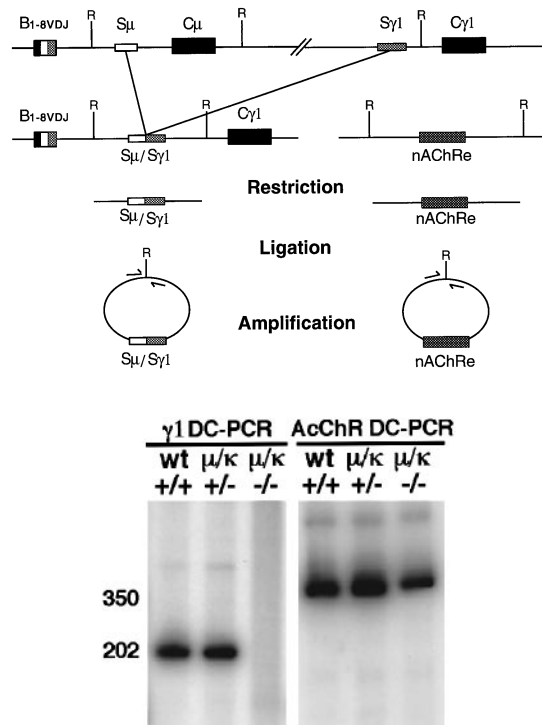 B1-8VDJ R Sμ Cμ R Sγ1 R Cγ1
B1-8VDJ R R Cγ1 R R
Sμ/Sγ1 nAChRe
Restriction
Sμ/Sγ1 nAChRe
Ligation
R R
Amplification
Sμ/Sγ1 nAChRe
γ1 DC-PCR AcChR DC-PCR
wt μ/κ μ/κ wt μ/κ μ/κ
+/+ +/- -/- +/+ +/- -/-
350
202